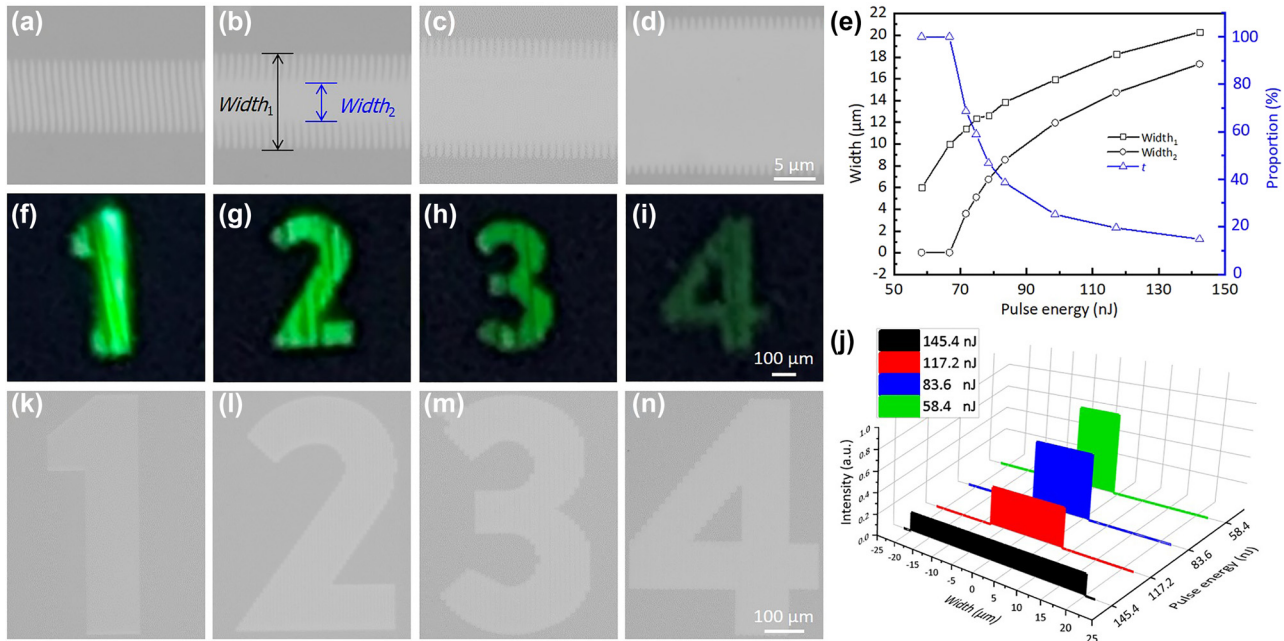 (a)
(b)
(c)
(d)
Width1
Width2
5 µm
(e)
22
20
18
16
14
12
10
8
6
4
2
0
-2
Width (µm)
50
70
90
110
130
150
Pulse energy (nJ)
100
80
60
40
20
0
Proportion (%)
Width1
Width2
t
(f)
(g)
(h)
(i)
1
2
3
4
100 µm
(j)
145.4 nJ
117.2 nJ
83.6 nJ
58.4 nJ
Intensity (a.u.)
1.0
0.8
0.6
0.4
0.2
0.0
-25
-20
-15
-10
-5
0
5
10
15
20
25
Width (µm)
145.4
117.2
83.6
58.4
Pulse energy (nJ)
(k)
(l)
(m)
(n)
1
2
3
4
100 µm